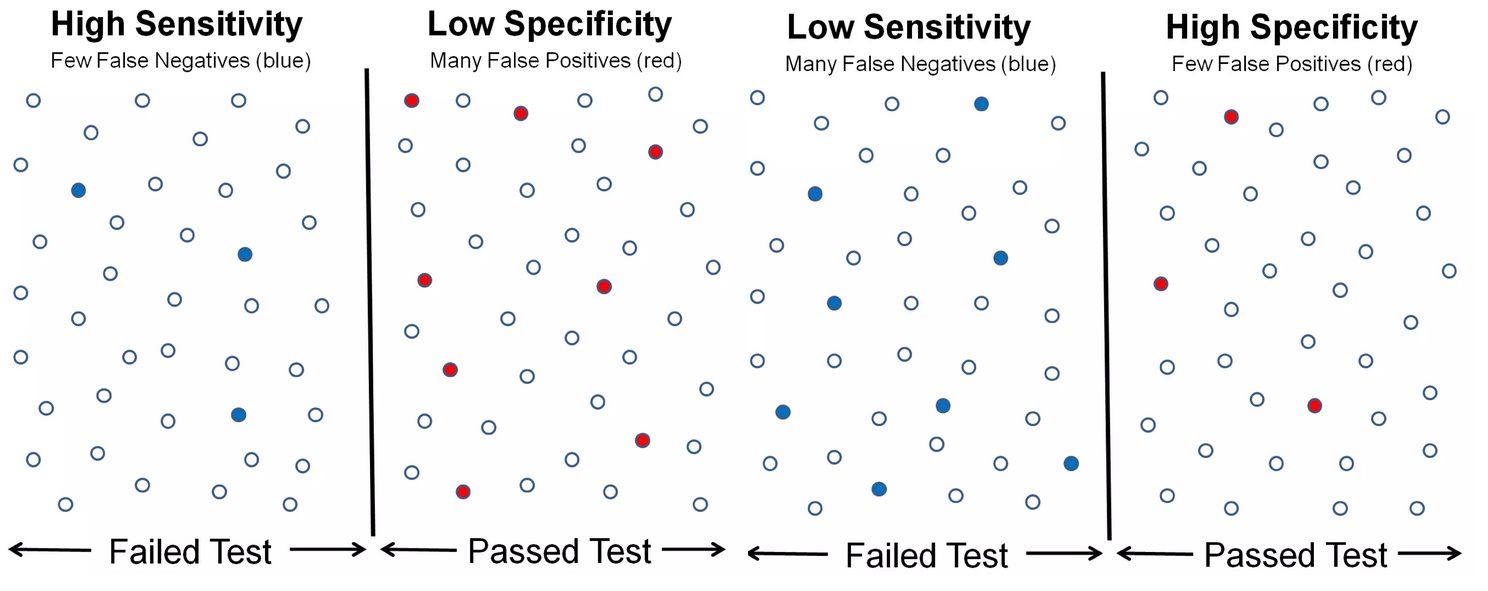 High Sensitivity
Few False Negatives (blue)
Low Specificity
Many False Positives (red)
Low Sensitivity
Many False Negatives (blue)
High Specificity
Few False Positives (red)
Failed Test
Passed Test
Failed Test
Passed Test